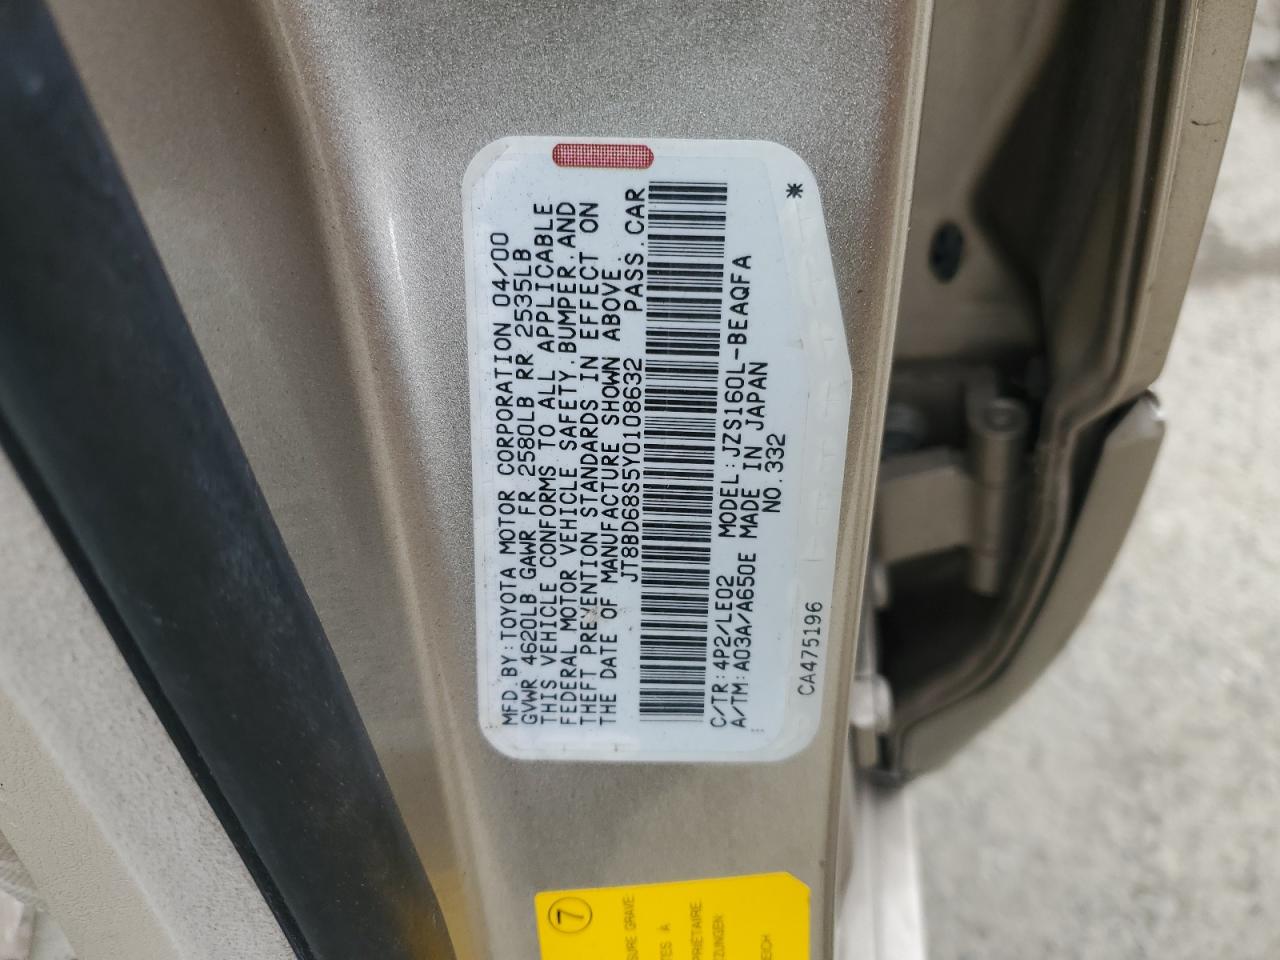 MFD.BY:TOYOTA MOTOR CORPORATION 04/00
GVWR 4620LB GAWR FR 2580LB RR 2535LB
THIS VEHICLE CONFORMS TO ALL APPLICABLE
FEDERAL MOTOR VEHICLE SAFETY,BUMPER,AND
THEFT PREVENTION STANDARDS IN EFFECT ON
THE DATE OF MANUFACTURE SHOWN ABOVE.
JT8BD68S5Y0108632 PASS.CAR
C/TR:4P2/LE02 MODEL:JZS160L-BEAQFA
A/TM:A03A/A650E MADE IN JAPAN
NO.332
CA475196
7
SURE GRAVE
À